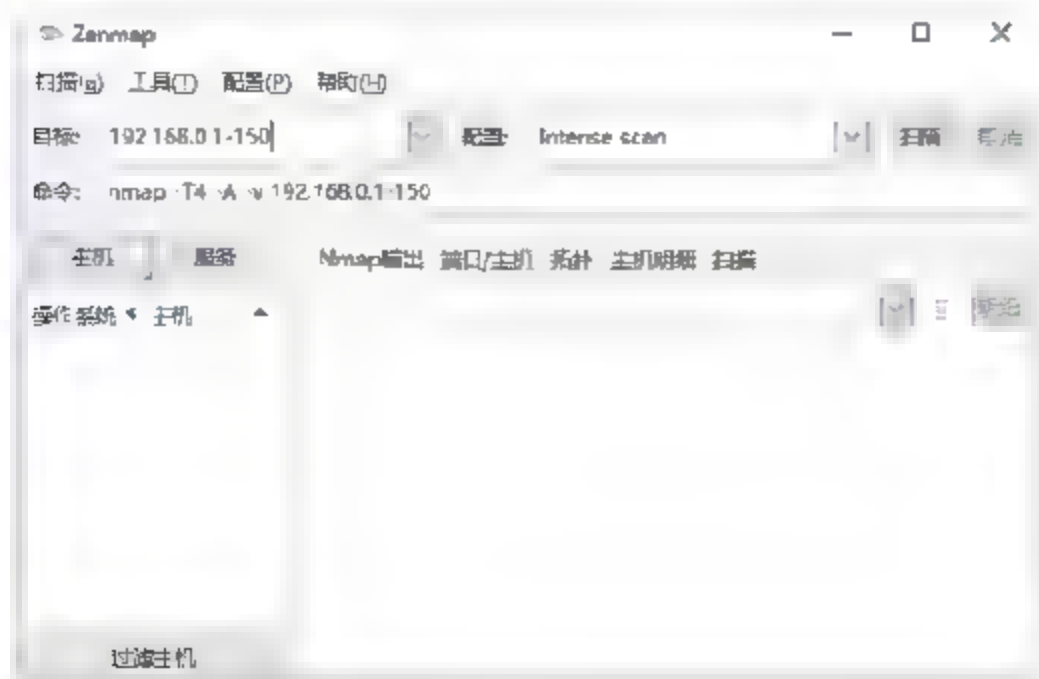 Zenmap
扫描 工具(T) 配置(P) 帮助(H)
目标: 192.168.0.1-150 配置: Intense scan 扫描
命令: nmap -T4 -A -v 192.168.0.1-150
主机 服务 Nmap输出 端口/主机 拓扑 主机明细 扫描
操作系统 主机
过滤主机